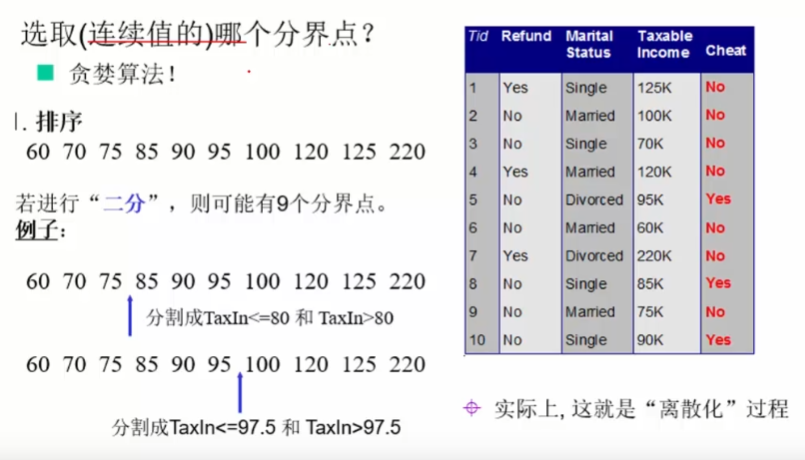 选取(连续值的)哪个分界点？
贪婪算法！
1. 排序
60 70 75 85 90 95 100 120 125 220
若进行“二分”，则可能有9个分界点。
例子：
60 70 75 85 90 95 100 120 125 220
分割成TaxIn<=80 和 TaxIn>80
60 70 75 85 90 95 100 120 125 220
分割成TaxIn<=97.5 和 TaxIn>97.5
Tid Refund Marital Status Taxable Income Cheat
1 Yes Single 125K No
2 No Married 100K No
3 No Single 70K No
4 Yes Married 120K No
5 No Divorced 95K Yes
6 No Married 60K No
7 Yes Divorced 220K No
8 No Single 85K Yes
9 No Married 75K No
10 No Single 90K Yes
实际上, 这就是“离散化”过程